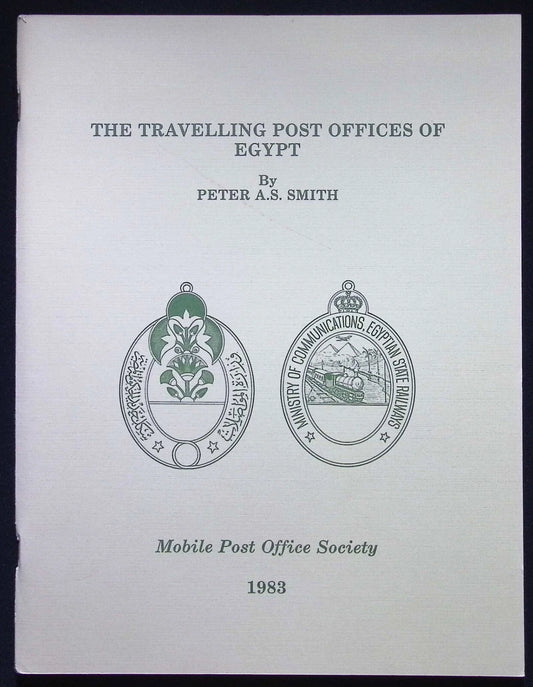 THE TRAVELLING POST OFFICES OF
EGYPT
By
PETER A.S. SMITH
MINISTRY OF COMMUNICATIONS, EGYPTIAN STATE RAILWAYS
Mobile Post Office Society
1983